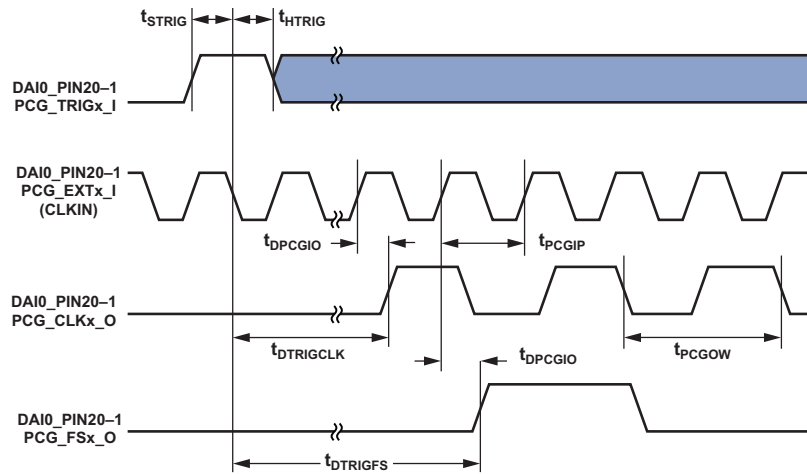 tSTRIG tHTRIG
DAI0_PIN20–1
PCG_TRIGx_I
DAI0_PIN20–1
PCG_EXTx_I
(CLKIN)
tDPCGIO tPCGIP
DAI0_PIN20–1
PCG_CLKx_O
tDTRIGCLK tDPCGIO tPCGOW
DAI0_PIN20–1
PCG_FSx_O
tDTRIGFS